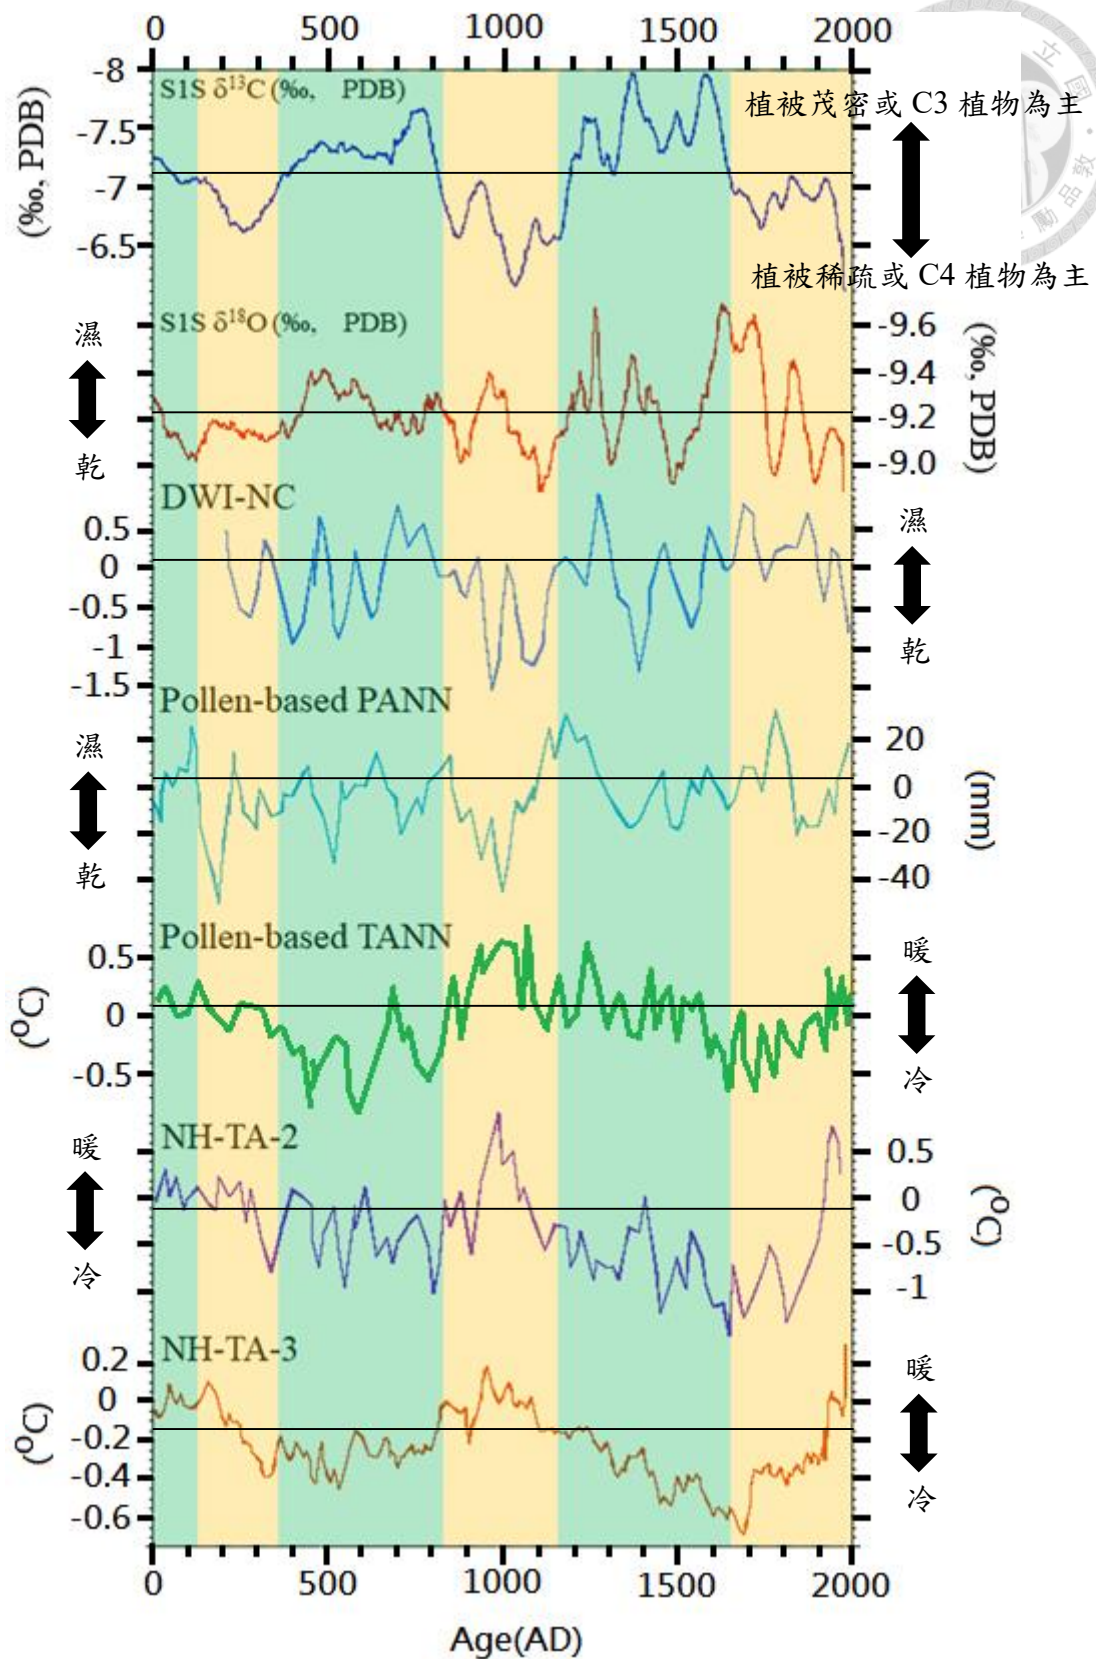 0 500 1000 1500 2000
-8
-7.5
-7
-6.5
(‰, PDB)
S1S δ¹³C (‰, PDB)
植被茂密或 C3 植物為主
植被稀疏或 C4 植物為主
立 國
敦
品
勵
S1S δ¹⁸O (‰, PDB)
濕
乾
-9.6
-9.4
-9.2
-9.0
(‰, PDB)
DWI-NC
0.5
0
-0.5
-1
-1.5
濕
乾
Pollen-based PANN
濕
乾
20
0
-20
-40
(mm)
Pollen-based TANN
0.5
0
-0.5
(°C)
暖
冷
NH-TA-2
暖
冷
0.5
0
-0.5
-1
(°C)
NH-TA-3
0.2
0
-0.2
-0.4
-0.6
(°C)
暖
冷
0 500 1000 1500 2000
Age(AD)